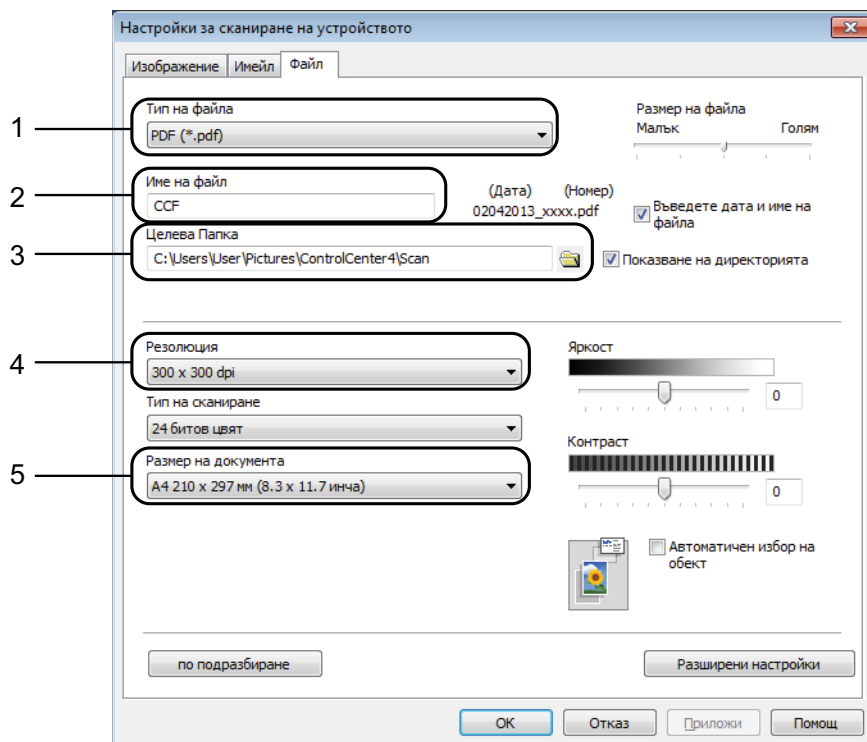 Настройки за сканиране на устройството
Изображение Имейл Файл
1
Тип на файла
PDF (*.pdf)
Размер на файла
Малък Голям
2
Име на файл
CCF
(Дата) (Номер)
02042013_xxxx.pdf
Въведете дата и име на
файла
3
Целева Папка
C:\Users\User\Pictures\ControlCenter4\Scan
Показване на директорията
4
Резолюция
300 x 300 dpi
Яркост
0
Тип на сканиране
24 битов цвят
Контраст
0
5
Размер на документа
A4 210 x 297 мм (8.3 x 11.7 инча)
Автоматичен избор на
обект
по подразбиране
Разширени настройки
OK
Отказ
Приложи
Помощ